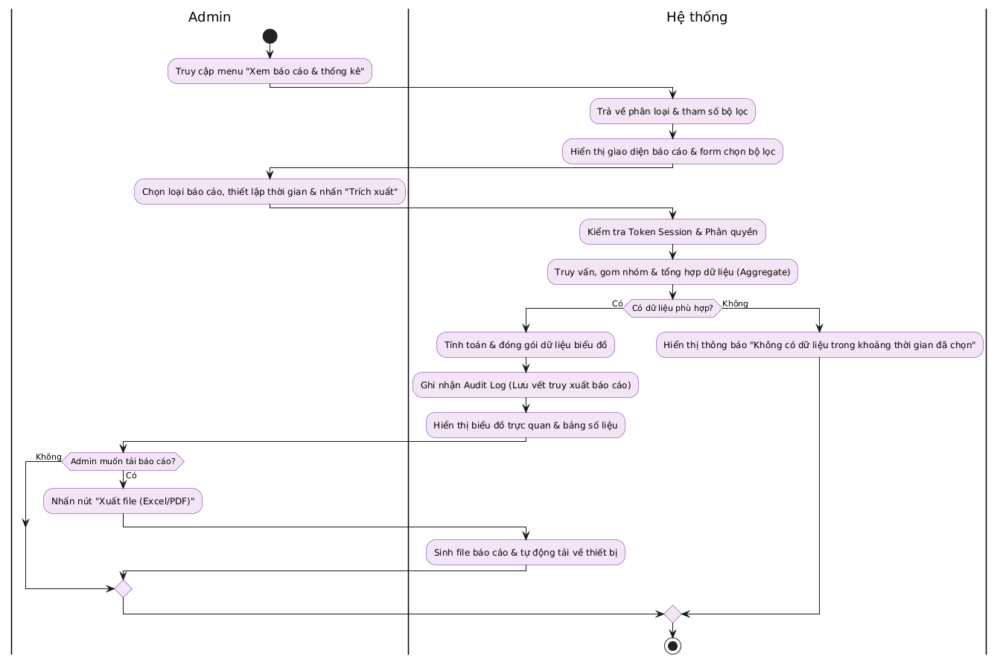 Admin
Hệ thống
Truy cập menu "Xem báo cáo & thống kê"
Trả về phân loại & tham số bộ lọc
Hiển thị giao diện báo cáo & form chọn bộ lọc
Chọn loại báo cáo, thiết lập thời gian & nhấn "Trích xuất"
Kiểm tra Token Session & Phân quyền
Truy vấn, gom nhóm & tổng hợp dữ liệu (Aggregate)
Có
Có dữ liệu phù hợp?
Không
Tính toán & đóng gói dữ liệu biểu đồ
Hiển thị thông báo "Không có dữ liệu trong khoảng thời gian đã chọn"
Ghi nhận Audit Log (Lưu vết truy xuất báo cáo)
Hiển thị biểu đồ trực quan & bảng số liệu
Không
Admin muốn tải báo cáo?
Có
Nhấn nút "Xuất file (Excel/PDF)"
Sinh file báo cáo & tự động tải về thiết bị